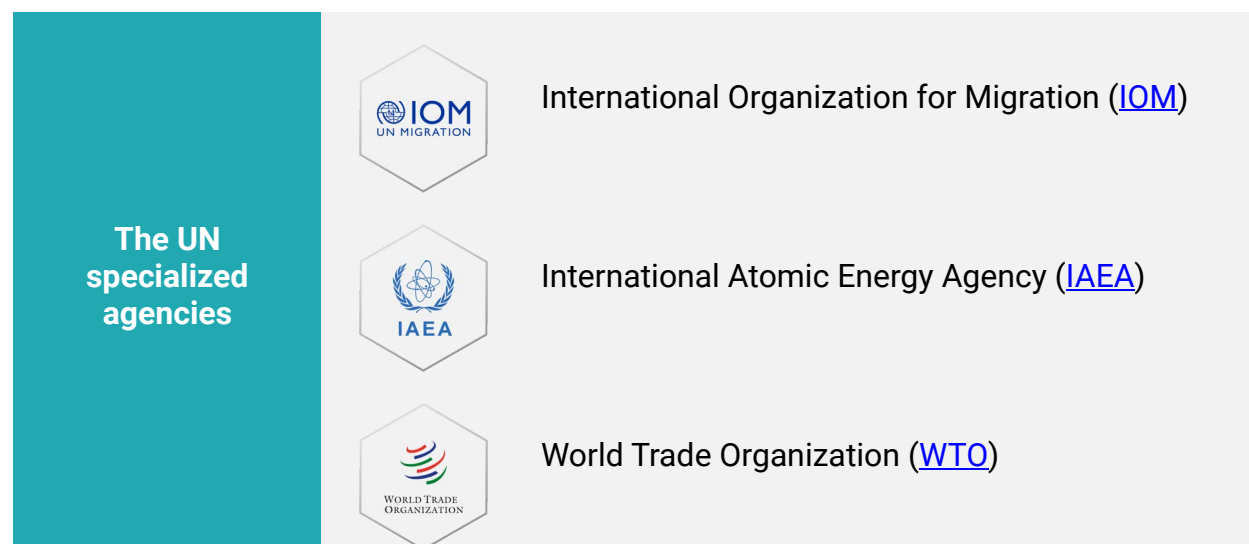 The UN
specialized
agencies
IOM
UN MIGRATION
International Organization for Migration (IOM)
IAEA
International Atomic Energy Agency (IAEA)
WORLD TRADE
ORGANIZATION
World Trade Organization (WTO)